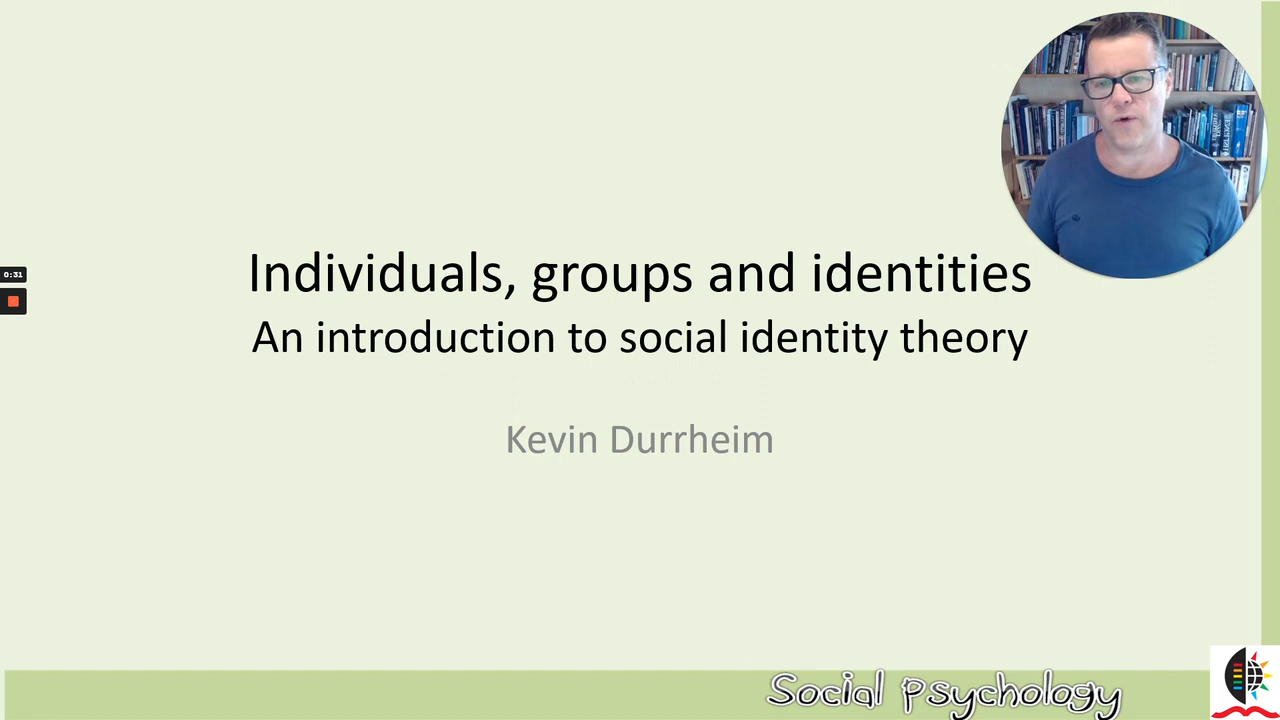 0:31
Individuals, groups and identities
An introduction to social identity theory
Kevin Durrheim
Social Psychology